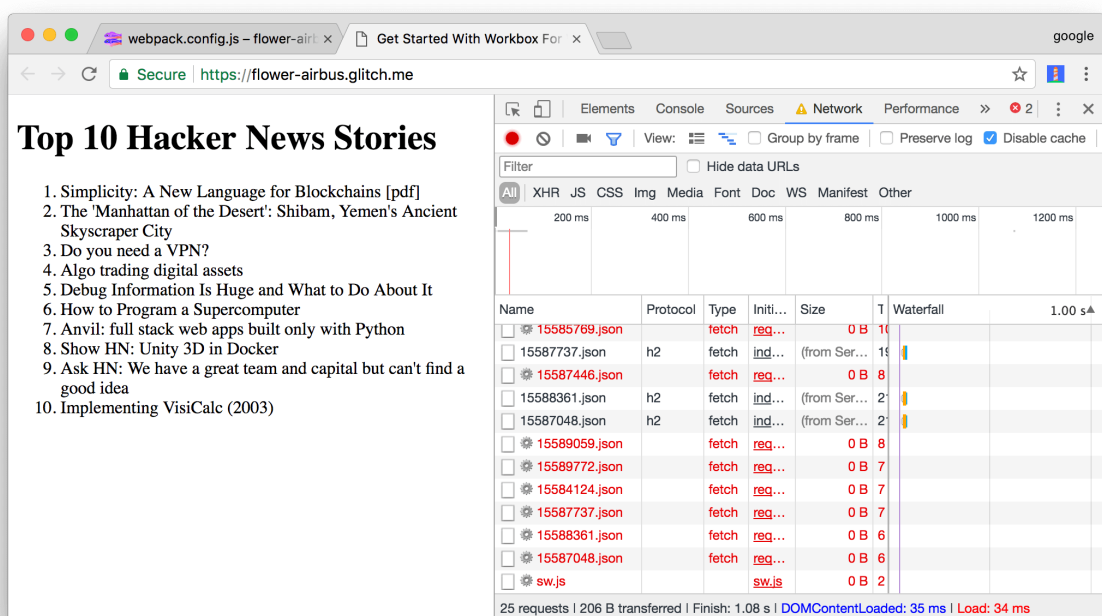 webpack.config.js – flower-airb
Get Started With Workbox For
google
Secure https://flower-airbus.glitch.me
Top 10 Hacker News Stories
1. Simplicity: A New Language for Blockchains [pdf]
2. The 'Manhattan of the Desert': Shibam, Yemen's Ancient
Skyscraper City
3. Do you need a VPN?
4. Algo trading digital assets
5. Debug Information Is Huge and What to Do About It
6. How to Program a Supercomputer
7. Anvil: full stack web apps built only with Python
8. Show HN: Unity 3D in Docker
9. Ask HN: We have a great team and capital but can't find a
good idea
10. Implementing VisiCalc (2003)
Elements Console Sources Network Performance » 2
View: Group by frame Preserve log Disable cache
Filter Hide data URLs
All XHR JS CSS Img Media Font Doc WS Manifest Other
200 ms 400 ms 600 ms 800 ms 1000 ms 1200 ms
Name Protocol Type Initi... Size T Waterfall 1.00 s
15585769.json fetch req... 0 B 10
15587737.json h2 fetch ind... (from Ser... 19
15587446.json fetch req... 0 B 8
15588361.json h2 fetch ind... (from Ser... 21
15587048.json h2 fetch ind... (from Ser... 21
15589059.json fetch req... 0 B 8
15589772.json fetch req... 0 B 7
15584124.json fetch req... 0 B 7
15587737.json fetch req... 0 B 7
15588361.json fetch req... 0 B 6
15587048.json fetch req... 0 B 6
sw.js sw.js 0 B 2
25 requests | 206 B transferred | Finish: 1.08 s | DOMContentLoaded: 35 ms | Load: 34 ms